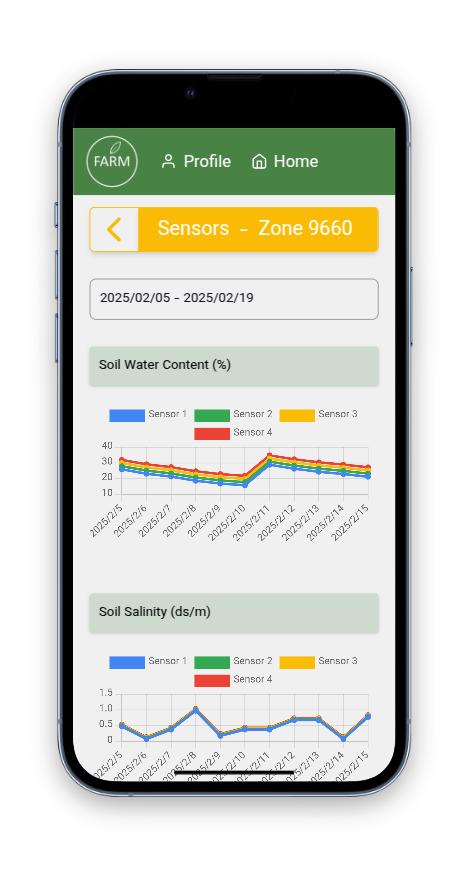 FARM
Profile
Home
Sensors - Zone 9660
2025/02/05 - 2025/02/19
Soil Water Content (%)
Sensor 1 Sensor 2 Sensor 3
Sensor 4
40
30
20
10
2025/2/5 2025/2/6 2025/2/7 2025/2/8 2025/2/9 2025/2/10 2025/2/11 2025/2/12 2025/2/13 2025/2/14 2025/2/15
Soil Salinity (ds/m)
Sensor 1 Sensor 2 Sensor 3
Sensor 4
1.5
1.0
0.5
0
2025/2/5 2025/2/6 2025/2/7 2025/2/8 2025/2/9 2025/2/10 2025/2/11 2025/2/12 2025/2/13 2025/2/14 2025/2/15